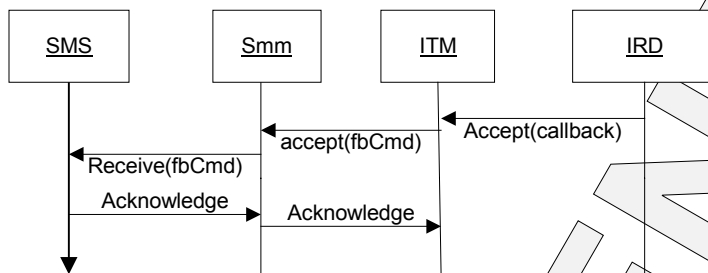 SMS Smm ITM IRD
Accept(callback)
accept(fbCmd)
Receive(fbCmd)
Acknowledge
Acknowledge